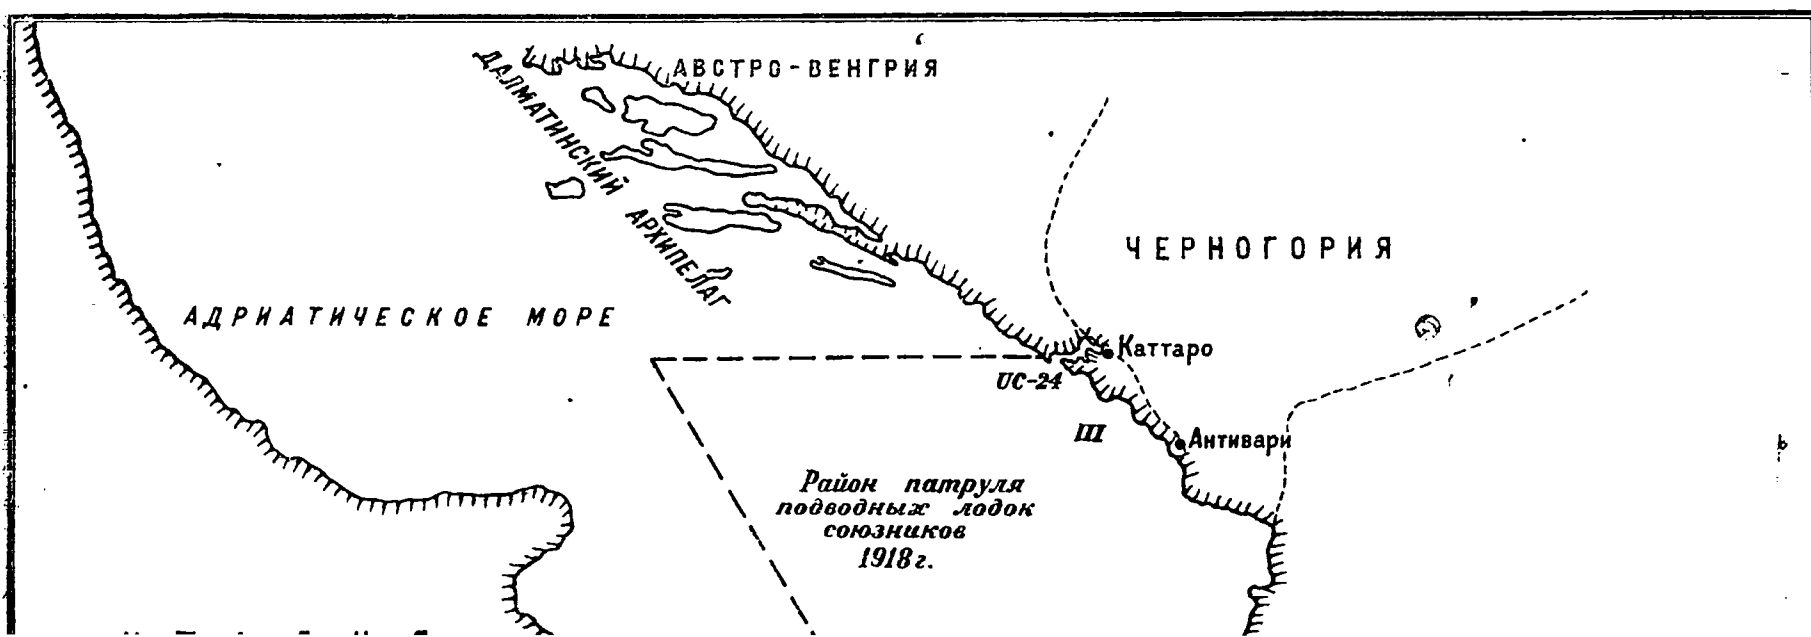 АВСТРО-ВЕНГРИЯ
ДАЛМАТИНСКИЙ АРХИПЕЛАГ
ЧЕРНОГОРИЯ
АДРИАТИЧЕСКОЕ МОРЕ
Каттаро
UC-24
III
Антивари
Район патруля
подводных лодок
союзников
1918 г.